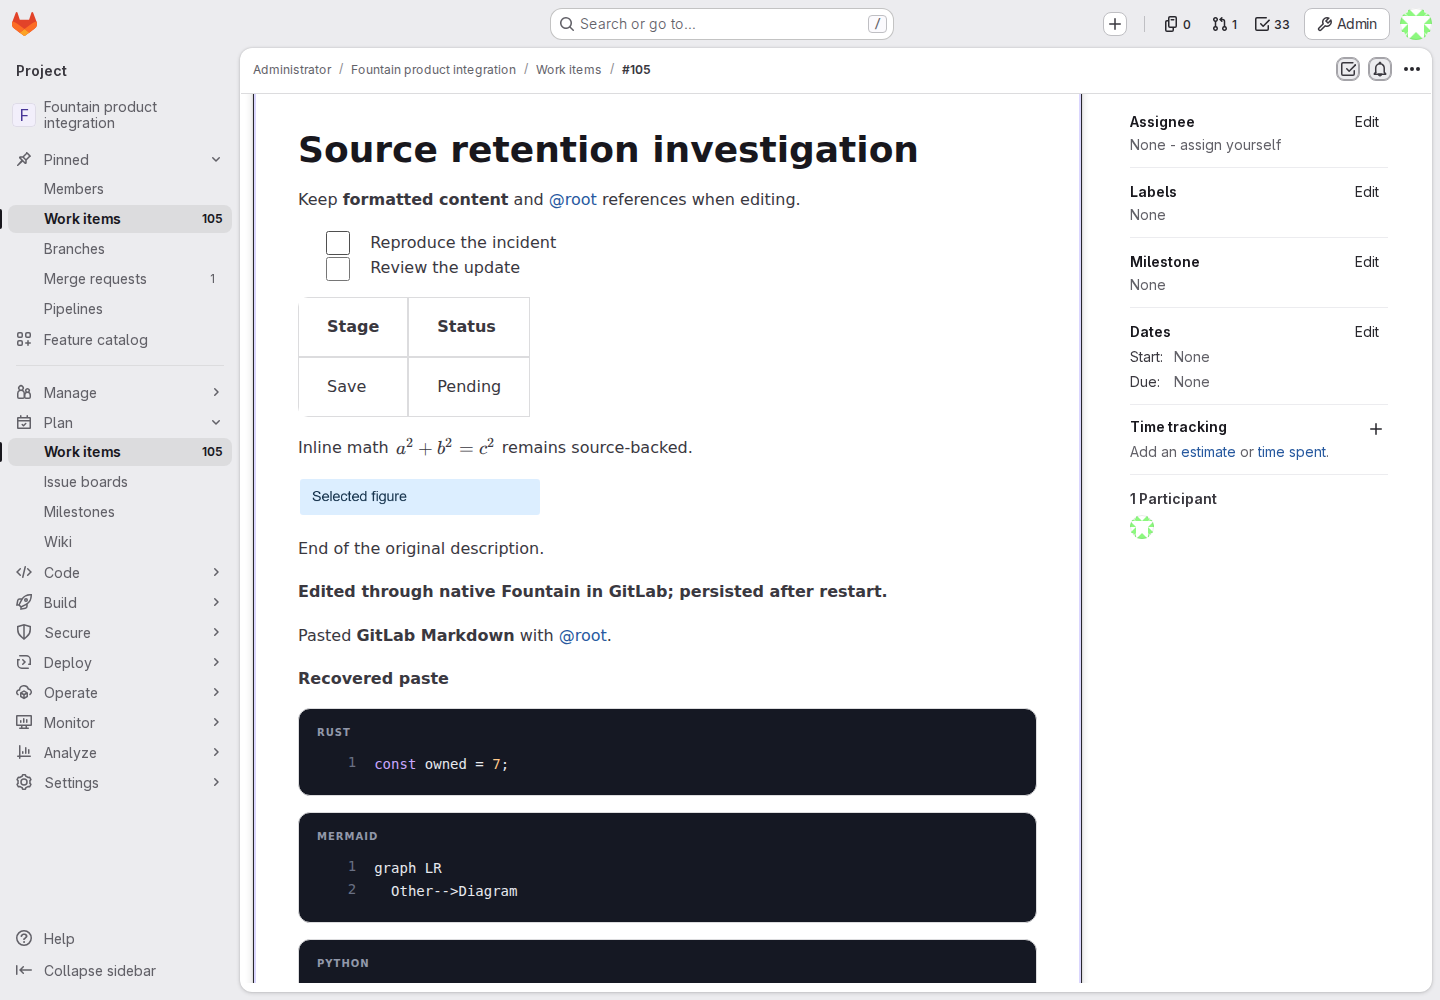 Search or go to...
/
0
1
33
Admin
Project
F
Fountain product
integration
Pinned
Members
Work items 105
Branches
Merge requests 1
Pipelines
Feature catalog
Manage
Plan
Work items 105
Issue boards
Milestones
Wiki
Code
Build
Secure
Deploy
Operate
Monitor
Analyze
Settings
Help
Collapse sidebar
Administrator / Fountain product integration / Work items / #105
Source retention investigation
Keep formatted content and @root references when editing.
Reproduce the incident
Review the update
Stage Status
Save Pending
Inline math a² + b² = c² remains source-backed.
Selected figure
End of the original description.
Edited through native Fountain in GitLab; persisted after restart.
Pasted GitLab Markdown with @root.
Recovered paste
RUST
1 const owned = 7;
MERMAID
1 graph LR
2 Other-->Diagram
PYTHON
Assignee Edit
None - assign yourself
Labels Edit
None
Milestone Edit
None
Dates Edit
Start: None
Due: None
Time tracking
Add an estimate or time spent.
1 Participant